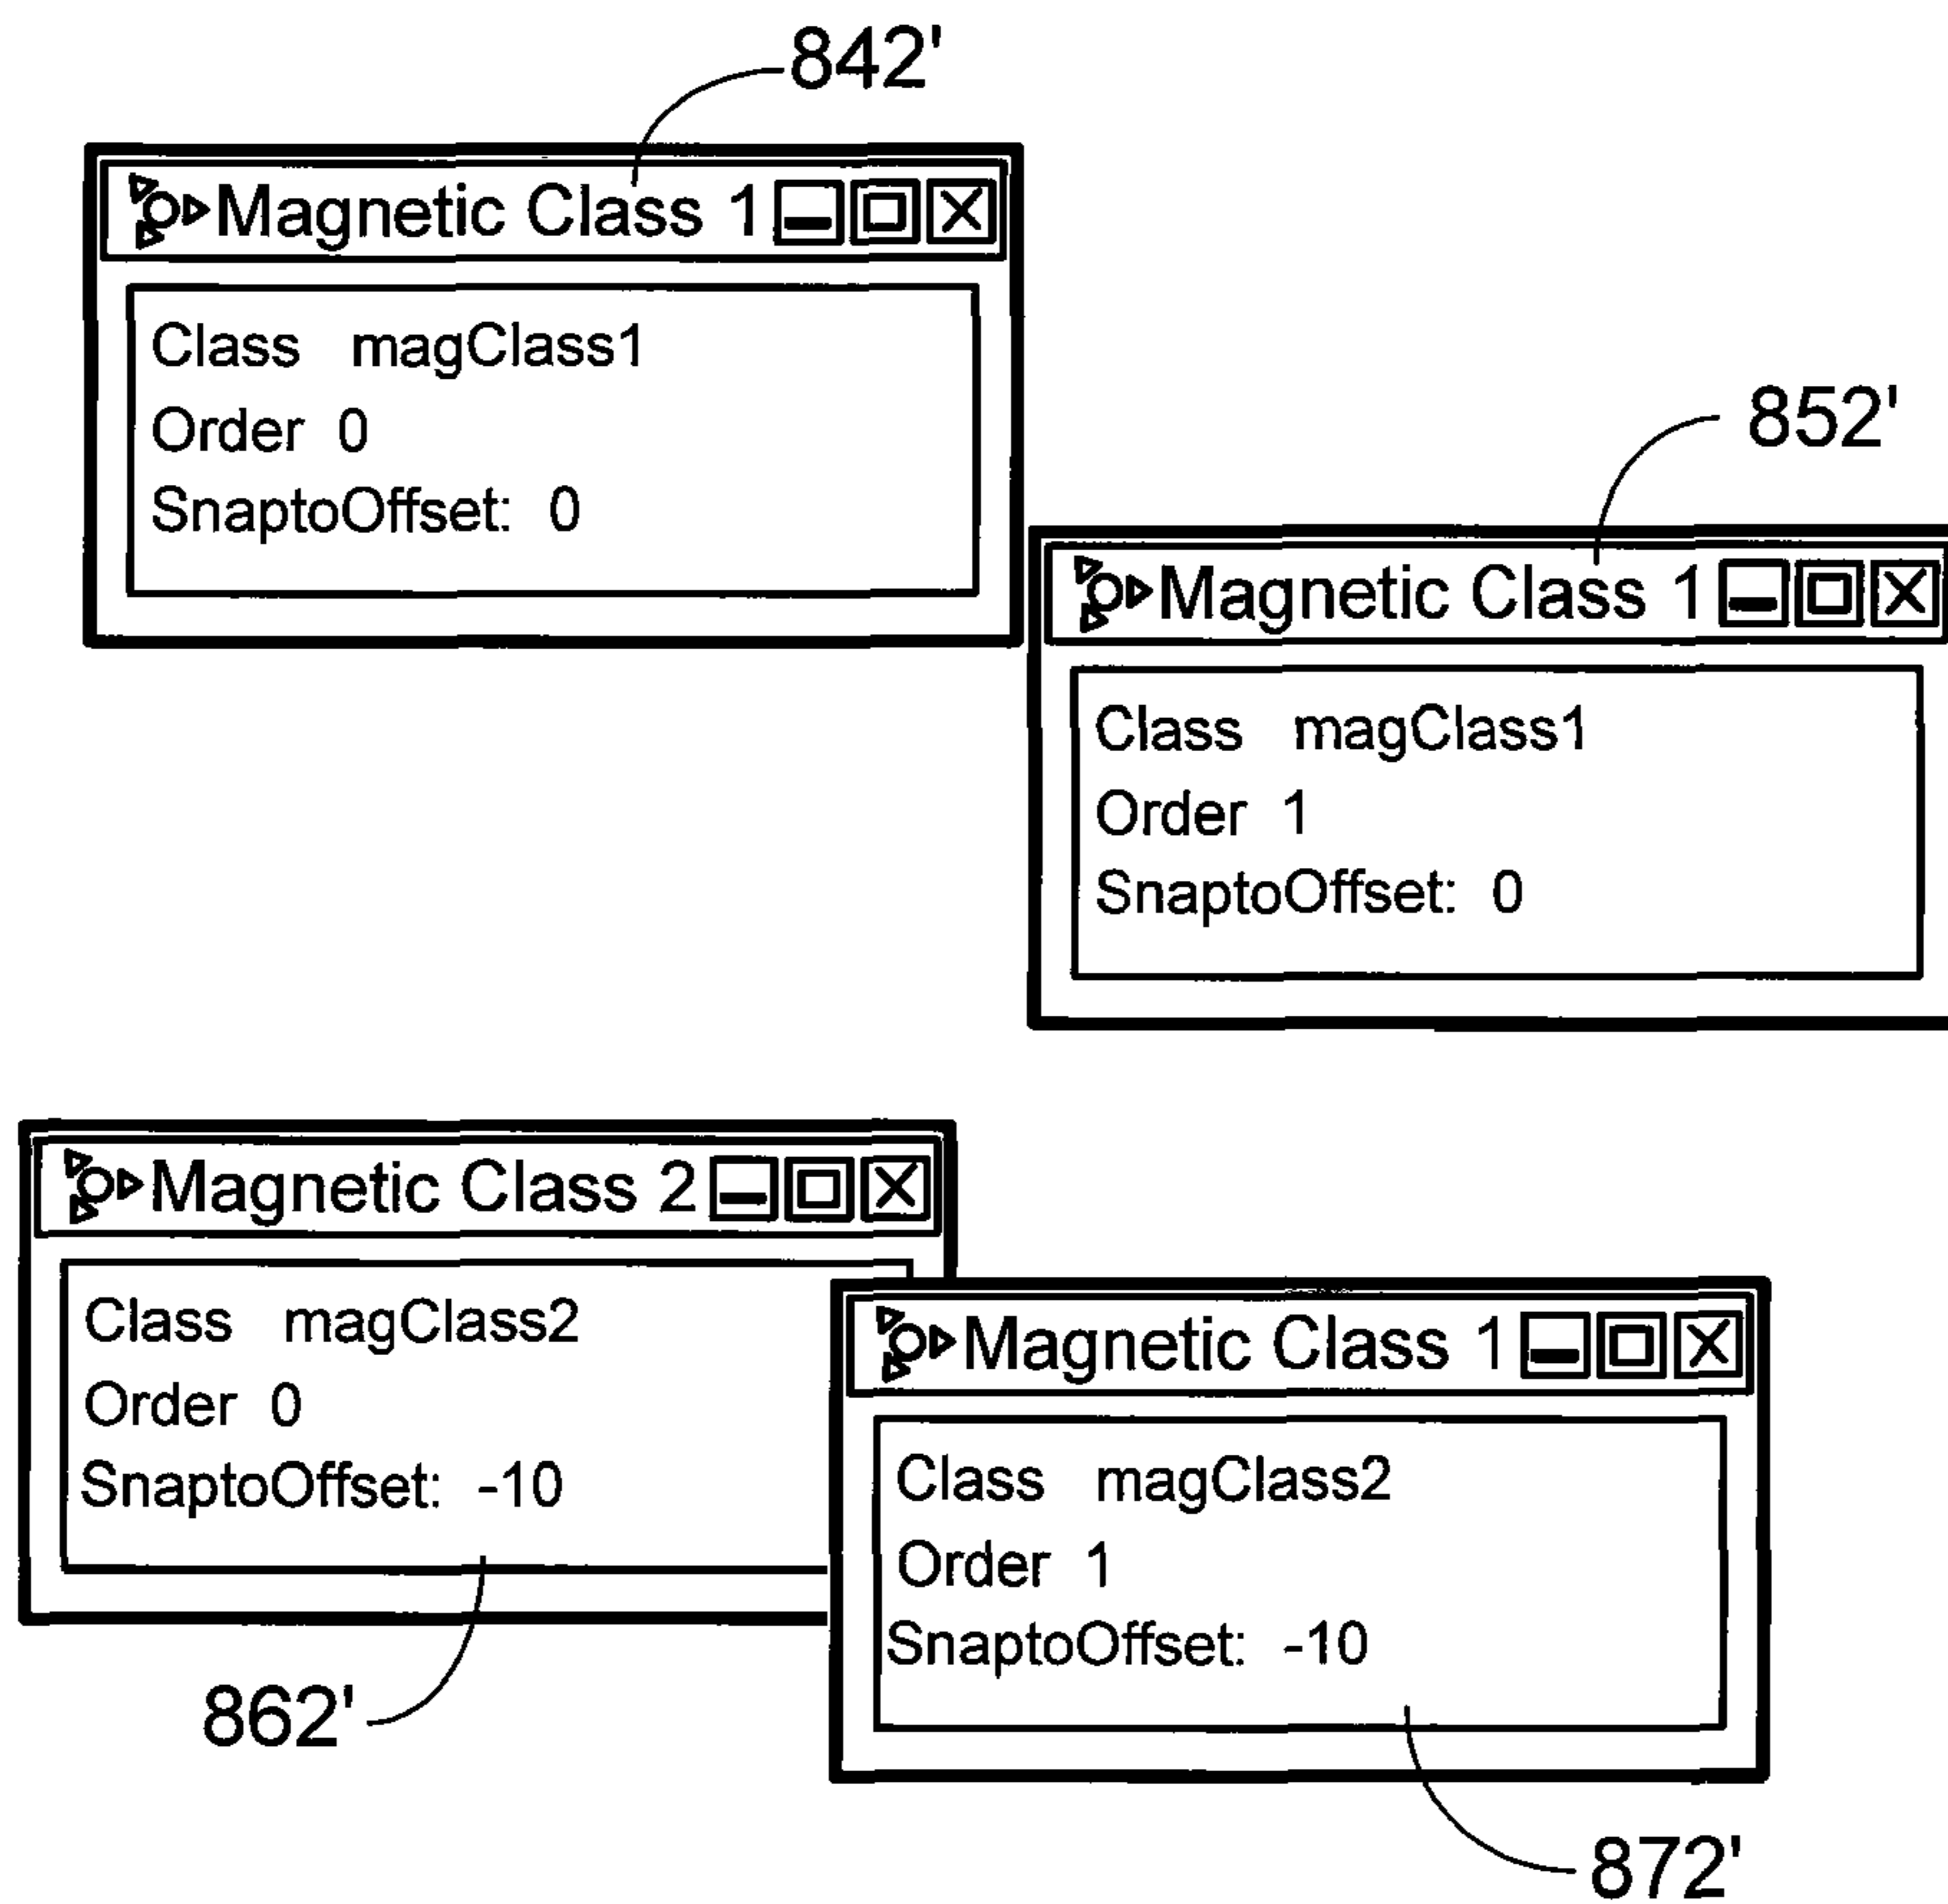 842'
Magnetic Class 1
Class magClass1
Order 0
SnaptoOffset: 0
852'
Magnetic Class 1
Class magClass1
Order 1
SnaptoOffset: 0
Magnetic Class 2
Class magClass2
Order 0
SnaptoOffset: -10
862'
Magnetic Class 1
Class magClass2
Order 1
SnaptoOffset: -10
872'